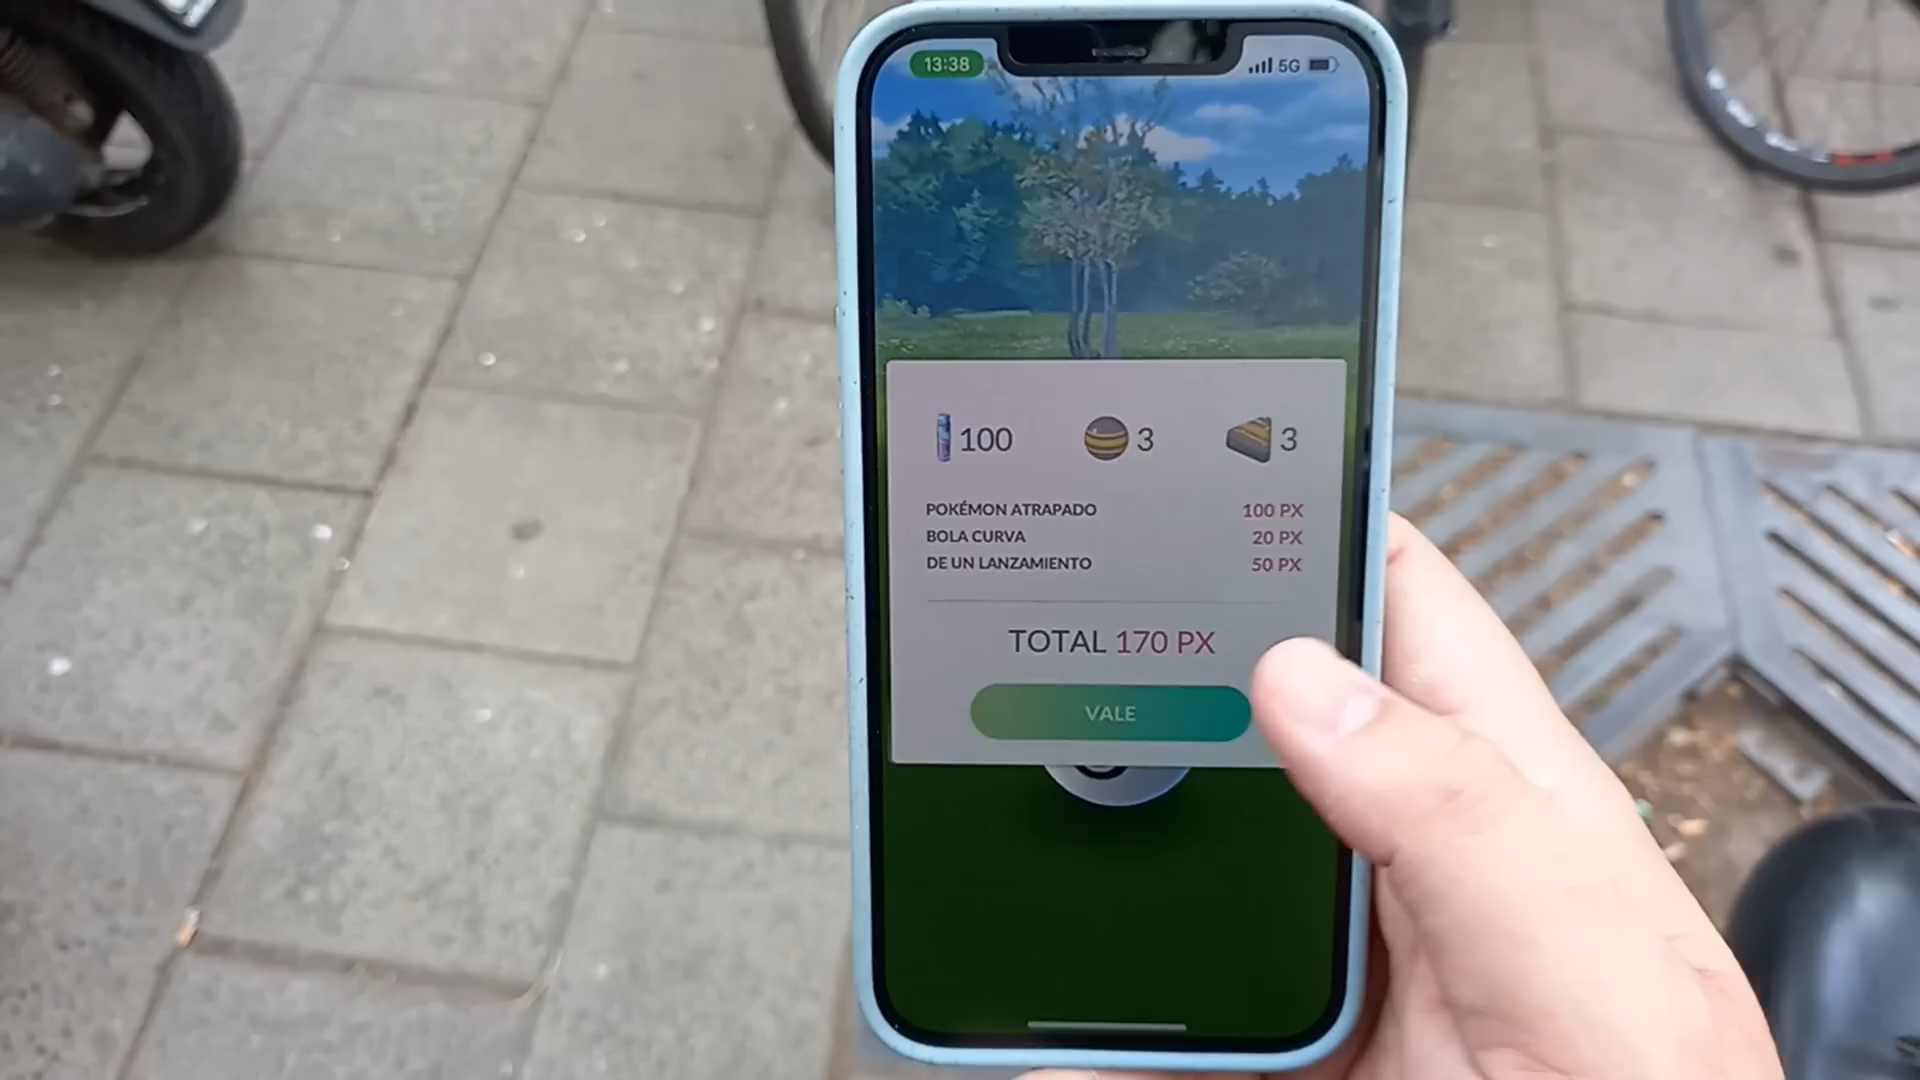 13:38 5G
100 3 3
POKÉMON ATRAPADO 100 PX
BOLA CURVA 20 PX
DE UN LANZAMIENTO 50 PX
TOTAL 170 PX
VALE